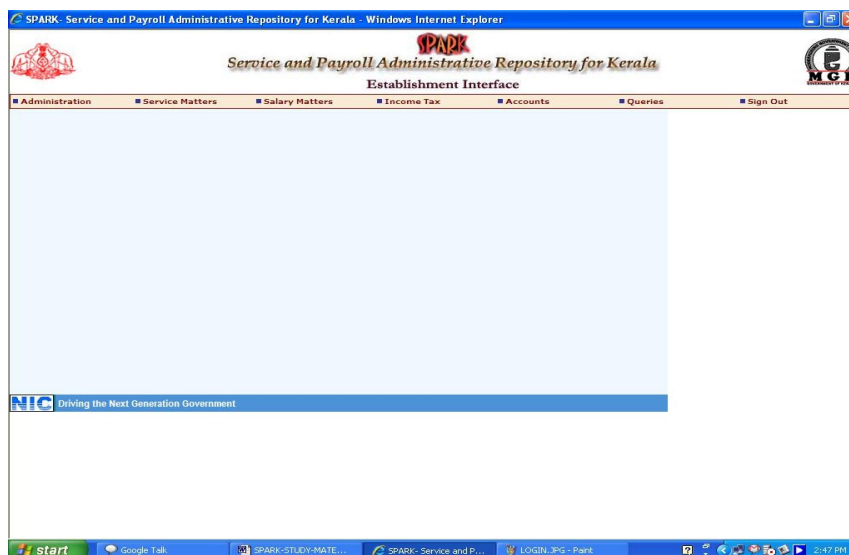 SPARK- Service and Payroll Administrative Repository for Kerala - Windows Internet Explorer
SPARK
Service and Payroll Administrative Repository for Kerala
Establishment Interface
Administration Service Matters Salary Matters Income Tax Accounts Queries Sign Out
NIC Driving the Next Generation Government
start Google Talk SPARK-STUDY-MATE... SPARK- Service and P... LOGIN.JPG - Paint 2:47 PM